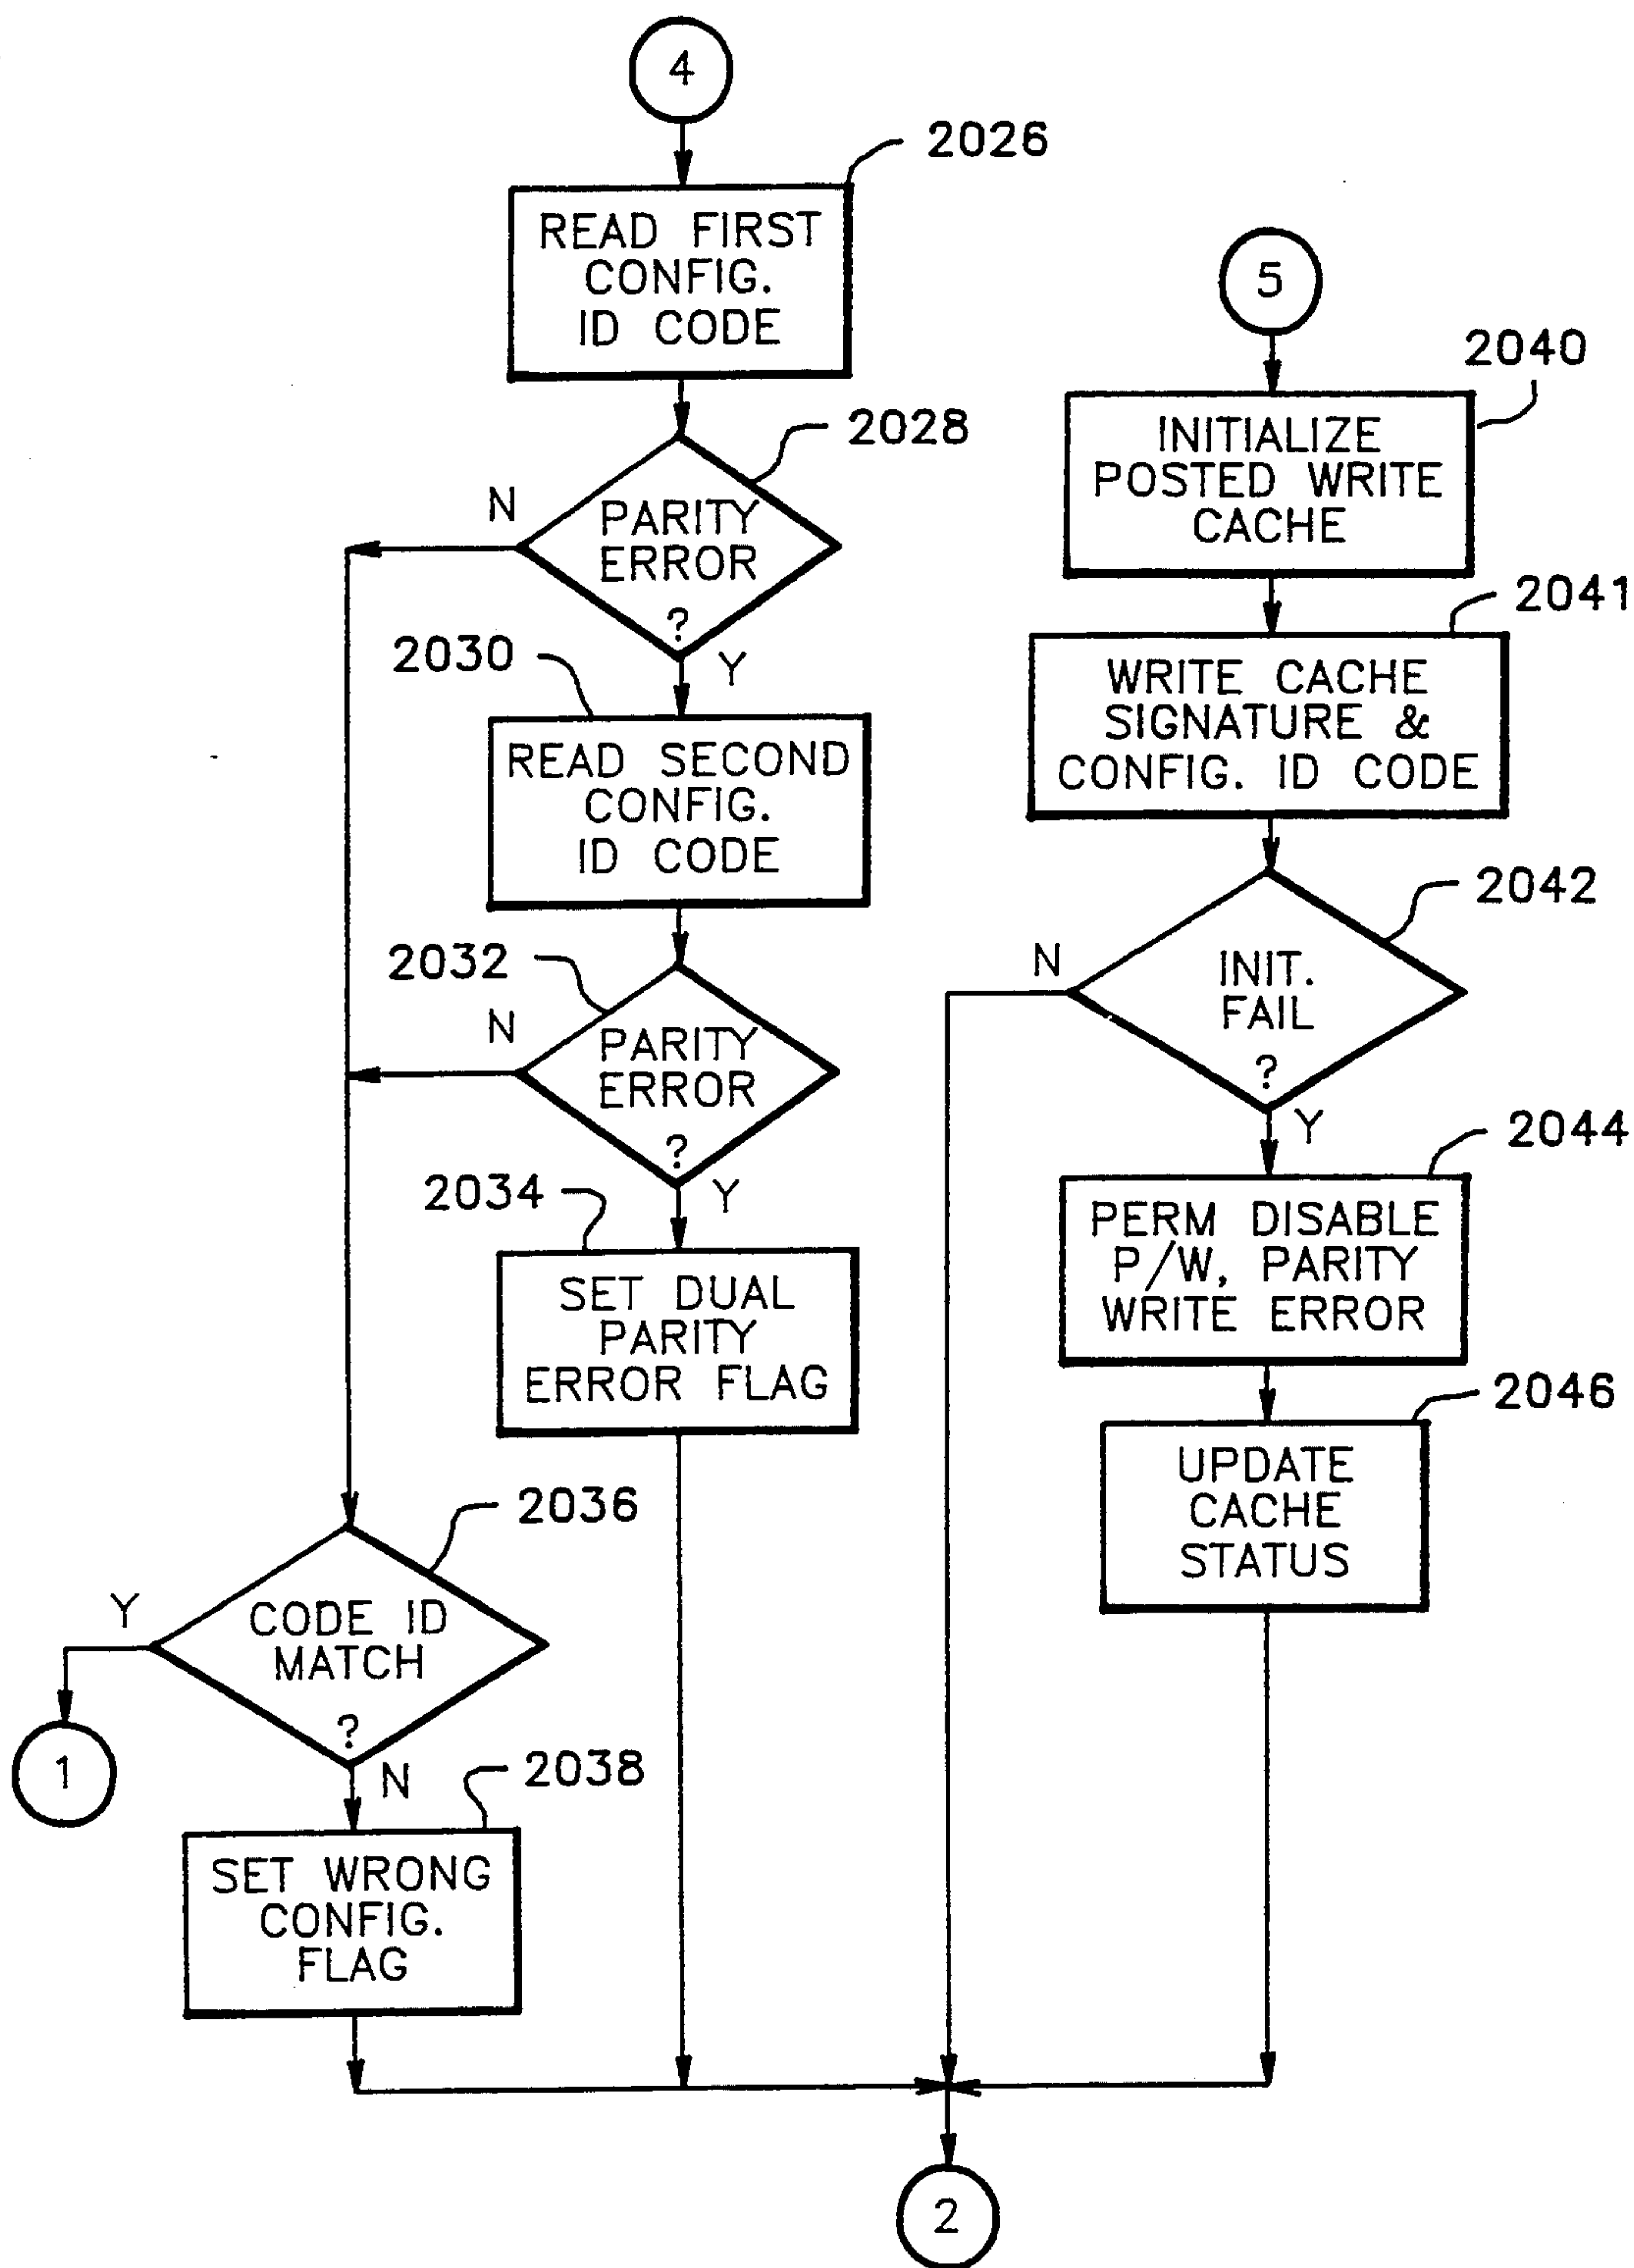 4
2026
READ FIRST
CONFIG.
ID CODE
2028
N
PARITY
ERROR
?
Y
2030
READ SECOND
CONFIG.
ID CODE
2032
N
PARITY
ERROR
?
Y
2034
SET DUAL
PARITY
ERROR FLAG
2036
Y
CODE ID
MATCH
?
N
1
2038
SET WRONG
CONFIG.
FLAG
5
2040
INITIALIZE
POSTED WRITE
CACHE
2041
WRITE CACHE
SIGNATURE &
CONFIG. ID CODE
2042
N
INIT.
FAIL
?
Y
2044
PERM DISABLE
P/W, PARITY
WRITE ERROR
2046
UPDATE
CACHE
STATUS
2